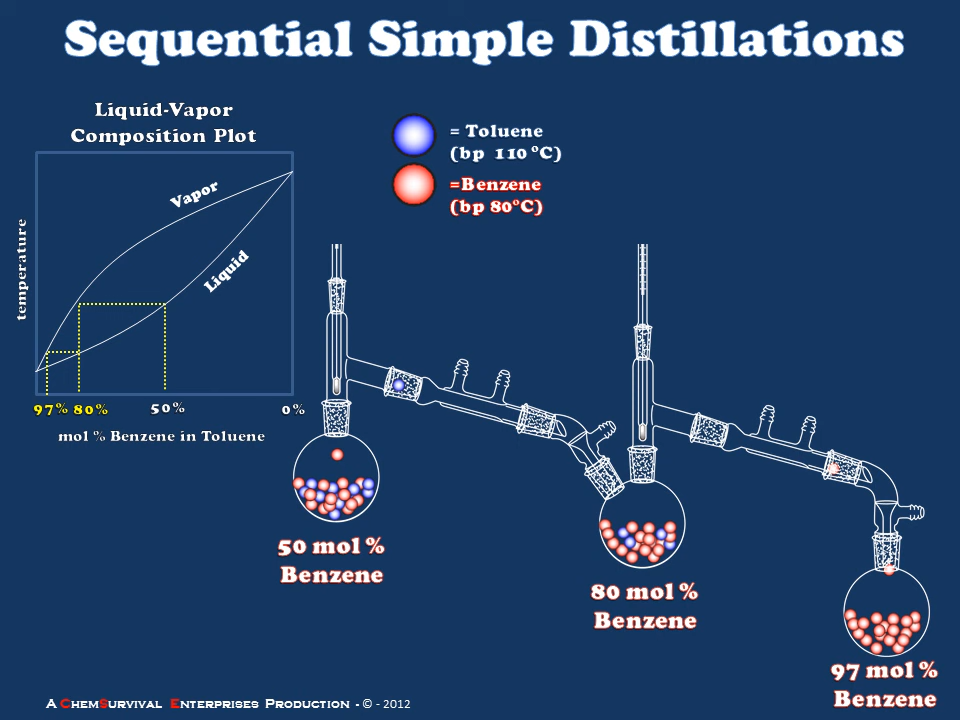 Sequential Simple Distillations
Liquid-Vapor
Composition Plot
= Toluene
(bp 110 °C)
=Benzene
(bp 80°C)
Vapor
Liquid
temperature
97% 80% 50% 0%
mol % Benzene in Toluene
50 mol %
Benzene
80 mol %
Benzene
97 mol %
Benzene
A ChemSurvival Enterprises Production - © - 2012